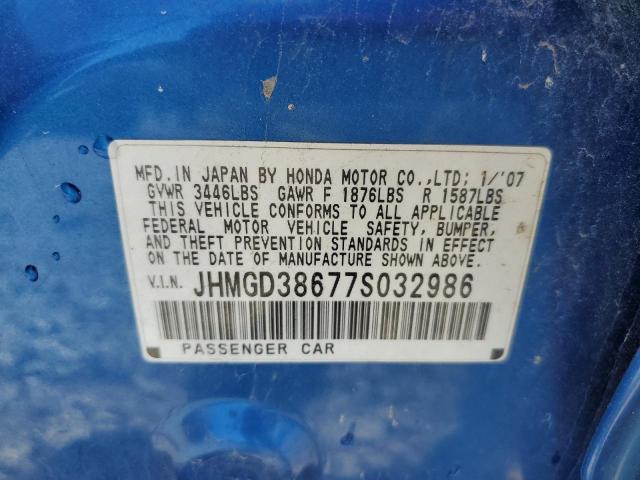 MFD.IN JAPAN BY HONDA MOTOR CO.,LTD; 1/'07
GVWR 3446LBS GAWR F 1876LBS R 1587LBS
THIS VEHICLE CONFORMS TO ALL APPLICABLE
FEDERAL MOTOR VEHICLE SAFETY, BUMPER,
AND THEFT PREVENTION STANDARDS IN EFFECT
ON THE DATE OF MANUFACTURE SHOWN ABOVE.
V.I.N. JHMGD38677S032986
PASSENGER CAR